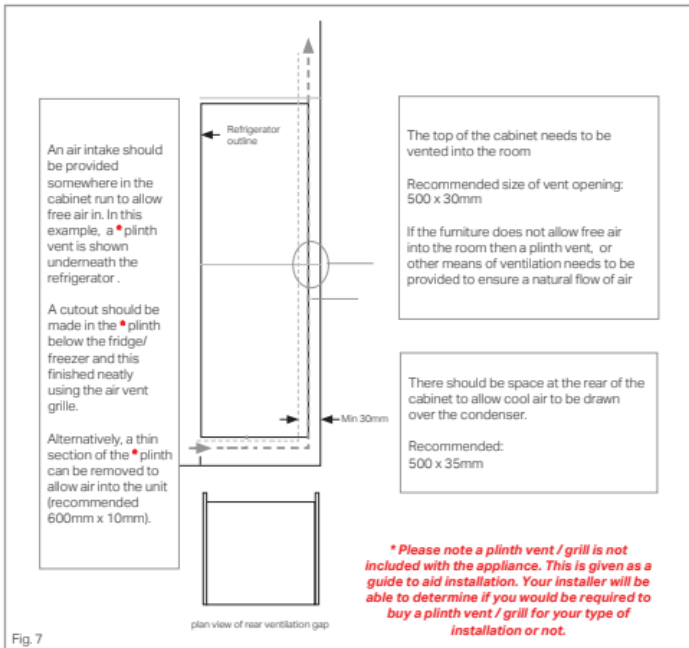 An air intake should
be provided
somewhere in the
cabinet run to allow
free air in. In this
example, a * plinth
vent is shown
underneath the
refrigerator .
A cutout should be
made in the * plinth
below the fridge/
freezer and this
finished neatly
using the air vent
grille.
Alternatively, a thin
section of the * plinth
can be removed to
allow air into the unit
(recommended
600mm x 10mm).
Refrigerator
outline
Min 30mm
plan view of rear ventilation gap
The top of the cabinet needs to be
vented into the room
Recommended size of vent opening:
500 x 30mm
If the furniture does not allow free air
into the room then a plinth vent, or
other means of ventilation needs to be
provided to ensure a natural flow of air
There should be space at the rear of the
cabinet to allow cool air to be drawn
over the condenser.
Recommended:
500 x 35mm
* Please note a plinth vent / grill is not
included with the appliance. This is given as a
guide to aid installation. Your installer will be
able to determine if you would be required to
buy a plinth vent / grill for your type of
installation or not.
Fig. 7